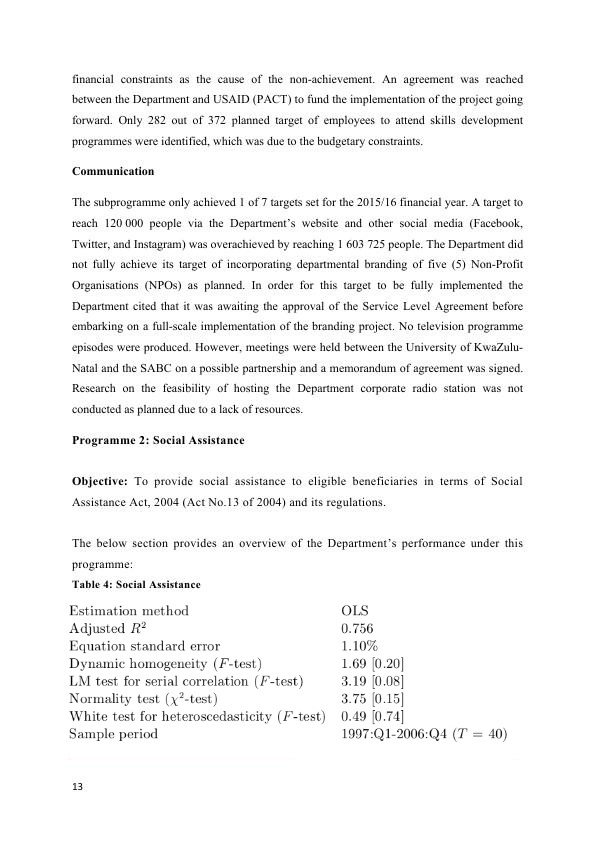 financial constraints as the cause of the non-achievement. An agreement was reached
between the Department and USAID (PACT) to fund the implementation of the project going
forward. Only 282 out of 372 planned target of employees to attend skills development
programmes were identified, which was due to the budgetary constraints.
Communication
The subprogramme only achieved 1 of 7 targets set for the 2015/16 financial year. A target to
reach 120 000 people via the Department's website and other social media (Facebook,
Twitter, and Instagram) was overachieved by reaching 1 603 725 people. The Department did
not fully achieve its target of incorporating departmental branding of five (5) Non-Profit
Organisations (NPOs) as planned. In order for this target to be fully implemented the
Department cited that it was awaiting the approval of the Service Level Agreement before
embarking on a full-scale implementation of the branding project. No television programme
episodes were produced. However, meetings were held between the University of KwaZulu-
Natal and the SABC on a possible partnership and a memorandum of agreement was signed.
Research on the feasibility of hosting the Department corporate radio station was not
conducted as planned due to a lack of resources.
Programme 2: Social Assistance
Objective: To provide social assistance to eligible beneficiaries in terms of Social
Assistance Act, 2004 (Act No.13 of 2004) and its regulations.
The below section provides an overview of the Department's performance under this
programme:
Table 4: Social Assistance
Estimation method OLS
Adjusted R² 0.756
Equation standard error 1.10%
Dynamic homogeneity (F-test) 1.69 [0.20]
LM test for serial correlation (F-test) 3.19 [0.08]
Normality test (χ²-test) 3.75 [0.15]
White test for heteroscedasticity (F-test) 0.49 [0.74]
Sample period 1997:Q1-2006:Q4 (T = 40)
13